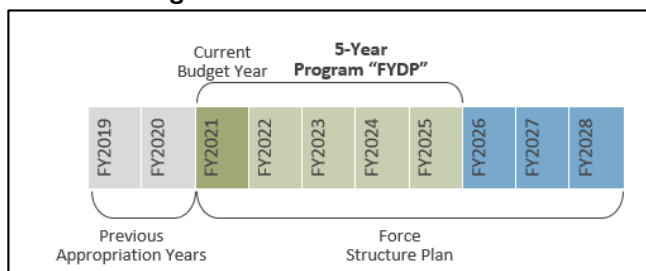 Current
Budget Year
5-Year
Program “FYDP”
FY2019
FY2020
FY2021
FY2022
FY2023
FY2024
FY2025
FY2026
FY2027
FY2028
Previous
Appropriation Years
Force
Structure Plan